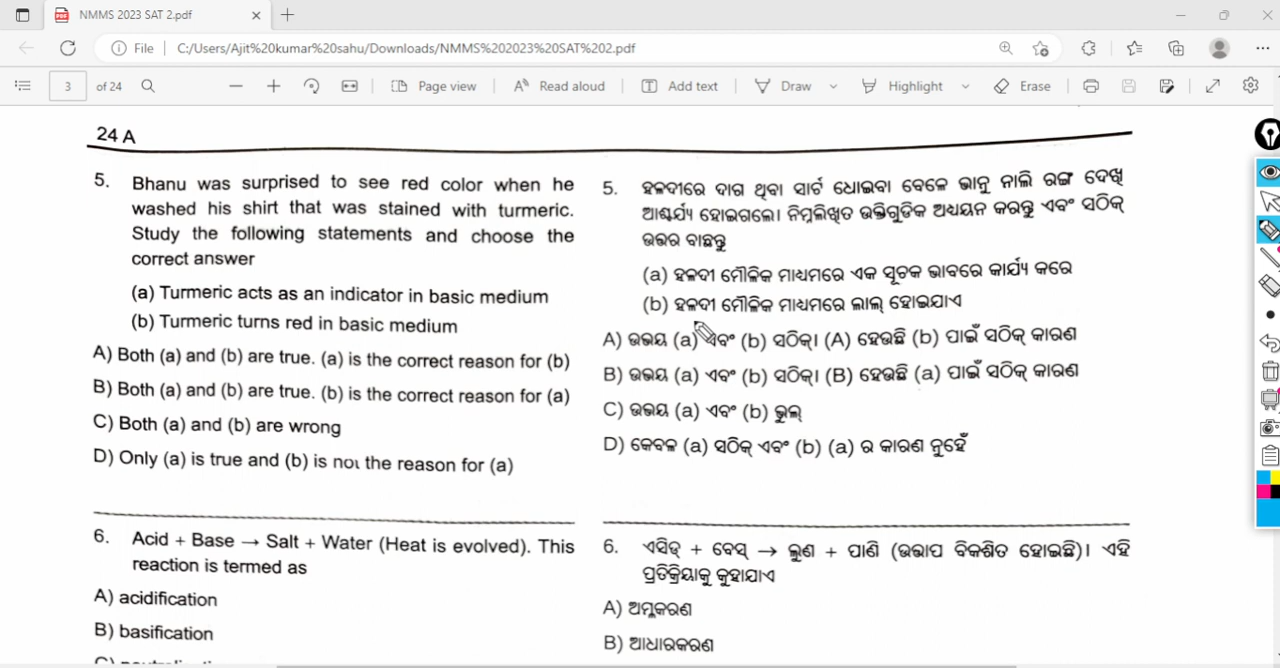 NMMS 2023 SAT 2.pdf
File
C:/Users/Ajit%20kumar%20sahu/Downloads/NMMS%202023%20SAT%202.pdf
3 of 24
Page view
Read aloud
Add text
Draw
Highlight
Erase
24 A
5. Bhanu was surprised to see red color when he
washed his shirt that was stained with turmeric.
Study the following statements and choose the
correct answer
(a) Turmeric acts as an indicator in basic medium
(b) Turmeric turns red in basic medium
A) Both (a) and (b) are true. (a) is the correct reason for (b)
B) Both (a) and (b) are true. (b) is the correct reason for (a)
C) Both (a) and (b) are wrong
D) Only (a) is true and (b) is not the reason for (a)
6. Acid + Base → Salt + Water (Heat is evolved). This
reaction is termed as
A) acidification
B) basification
5. ହଳଦୀରେ ଦାଗ ଥିବା ସାର୍ଟ ଧୋଇବା ବେଳେ ଭାନୁ ନାଲି ରଙ୍ଗ ଦେଖି
ଆଶ୍ଚର୍ଯ୍ୟ ହୋଇଗଲେ। ନିମ୍ନଲିଖିତ ଉକ୍ତିଗୁଡିକ ଅଧ୍ୟୟନ କରନ୍ତୁ ଏବଂ ସଠିକ୍
ଉତ୍ତର ବାଛନ୍ତୁ
(a) ହଳଦୀ ମୌଳିକ ମାଧ୍ୟମରେ ଏକ ସୂଚକ ଭାବରେ କାର୍ଯ୍ୟ କରେ
(b) ହଳଦୀ ମୌଳିକ ମାଧ୍ୟମରେ ଲାଲ୍ ହୋଇଯାଏ
A) ଉଭୟ (a) ଏବଂ (b) ସଠିକ୍। (A) ହେଉଛି (b) ପାଇଁ ସଠିକ୍ କାରଣ
B) ଉଭୟ (a) ଏବଂ (b) ସଠିକ୍। (B) ହେଉଛି (a) ପାଇଁ ସଠିକ୍ କାରଣ
C) ଉଭୟ (a) ଏବଂ (b) ଭୁଲ୍
D) କେବଳ (a) ସଠିକ୍ ଏବଂ (b) (a) ର କାରଣ ନୁହେଁ
6. ଏସିଡ୍ + ବେସ୍ → ଲୁଣ + ପାଣି (ଉତ୍ତାପ ବିକଶିତ ହୋଇଛି)। ଏହି
ପ୍ରତିକ୍ରିୟାକୁ କୁହାଯାଏ
A) ଅମ୍ଳକରଣ
B) ଆଧାରକରଣ